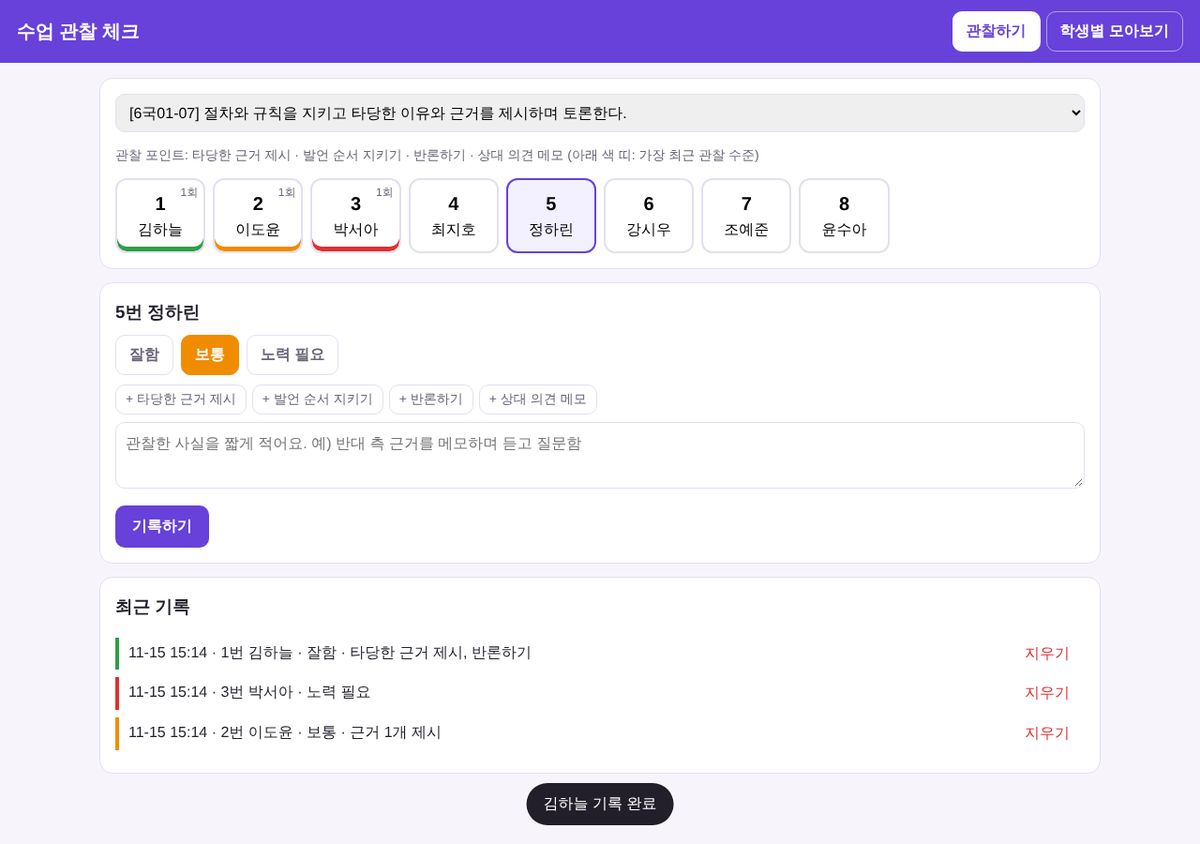 수업 관찰 체크
관찰하기
학생별 모아보기
[6국01-07] 절차와 규칙을 지키고 타당한 이유와 근거를 제시하며 토론한다.
관찰 포인트: 타당한 근거 제시 · 발언 순서 지키기 · 반론하기 · 상대 의견 메모 (아래 색 띠: 가장 최근 관찰 수준)
1회
1
김하늘
1회
2
이도윤
1회
3
박서아
4
최지호
5
정하린
6
강시우
7
조예준
8
윤수아
5번 정하린
잘함
보통
노력 필요
+ 타당한 근거 제시
+ 발언 순서 지키기
+ 반론하기
+ 상대 의견 메모
관찰한 사실을 짧게 적어요. 예) 반대 측 근거를 메모하며 듣고 질문함
기록하기
최근 기록
11-15 15:14 · 1번 김하늘 · 잘함 · 타당한 근거 제시, 반론하기
지우기
11-15 15:14 · 3번 박서아 · 노력 필요
지우기
11-15 15:14 · 2번 이도윤 · 보통 · 근거 1개 제시
지우기
김하늘 기록 완료